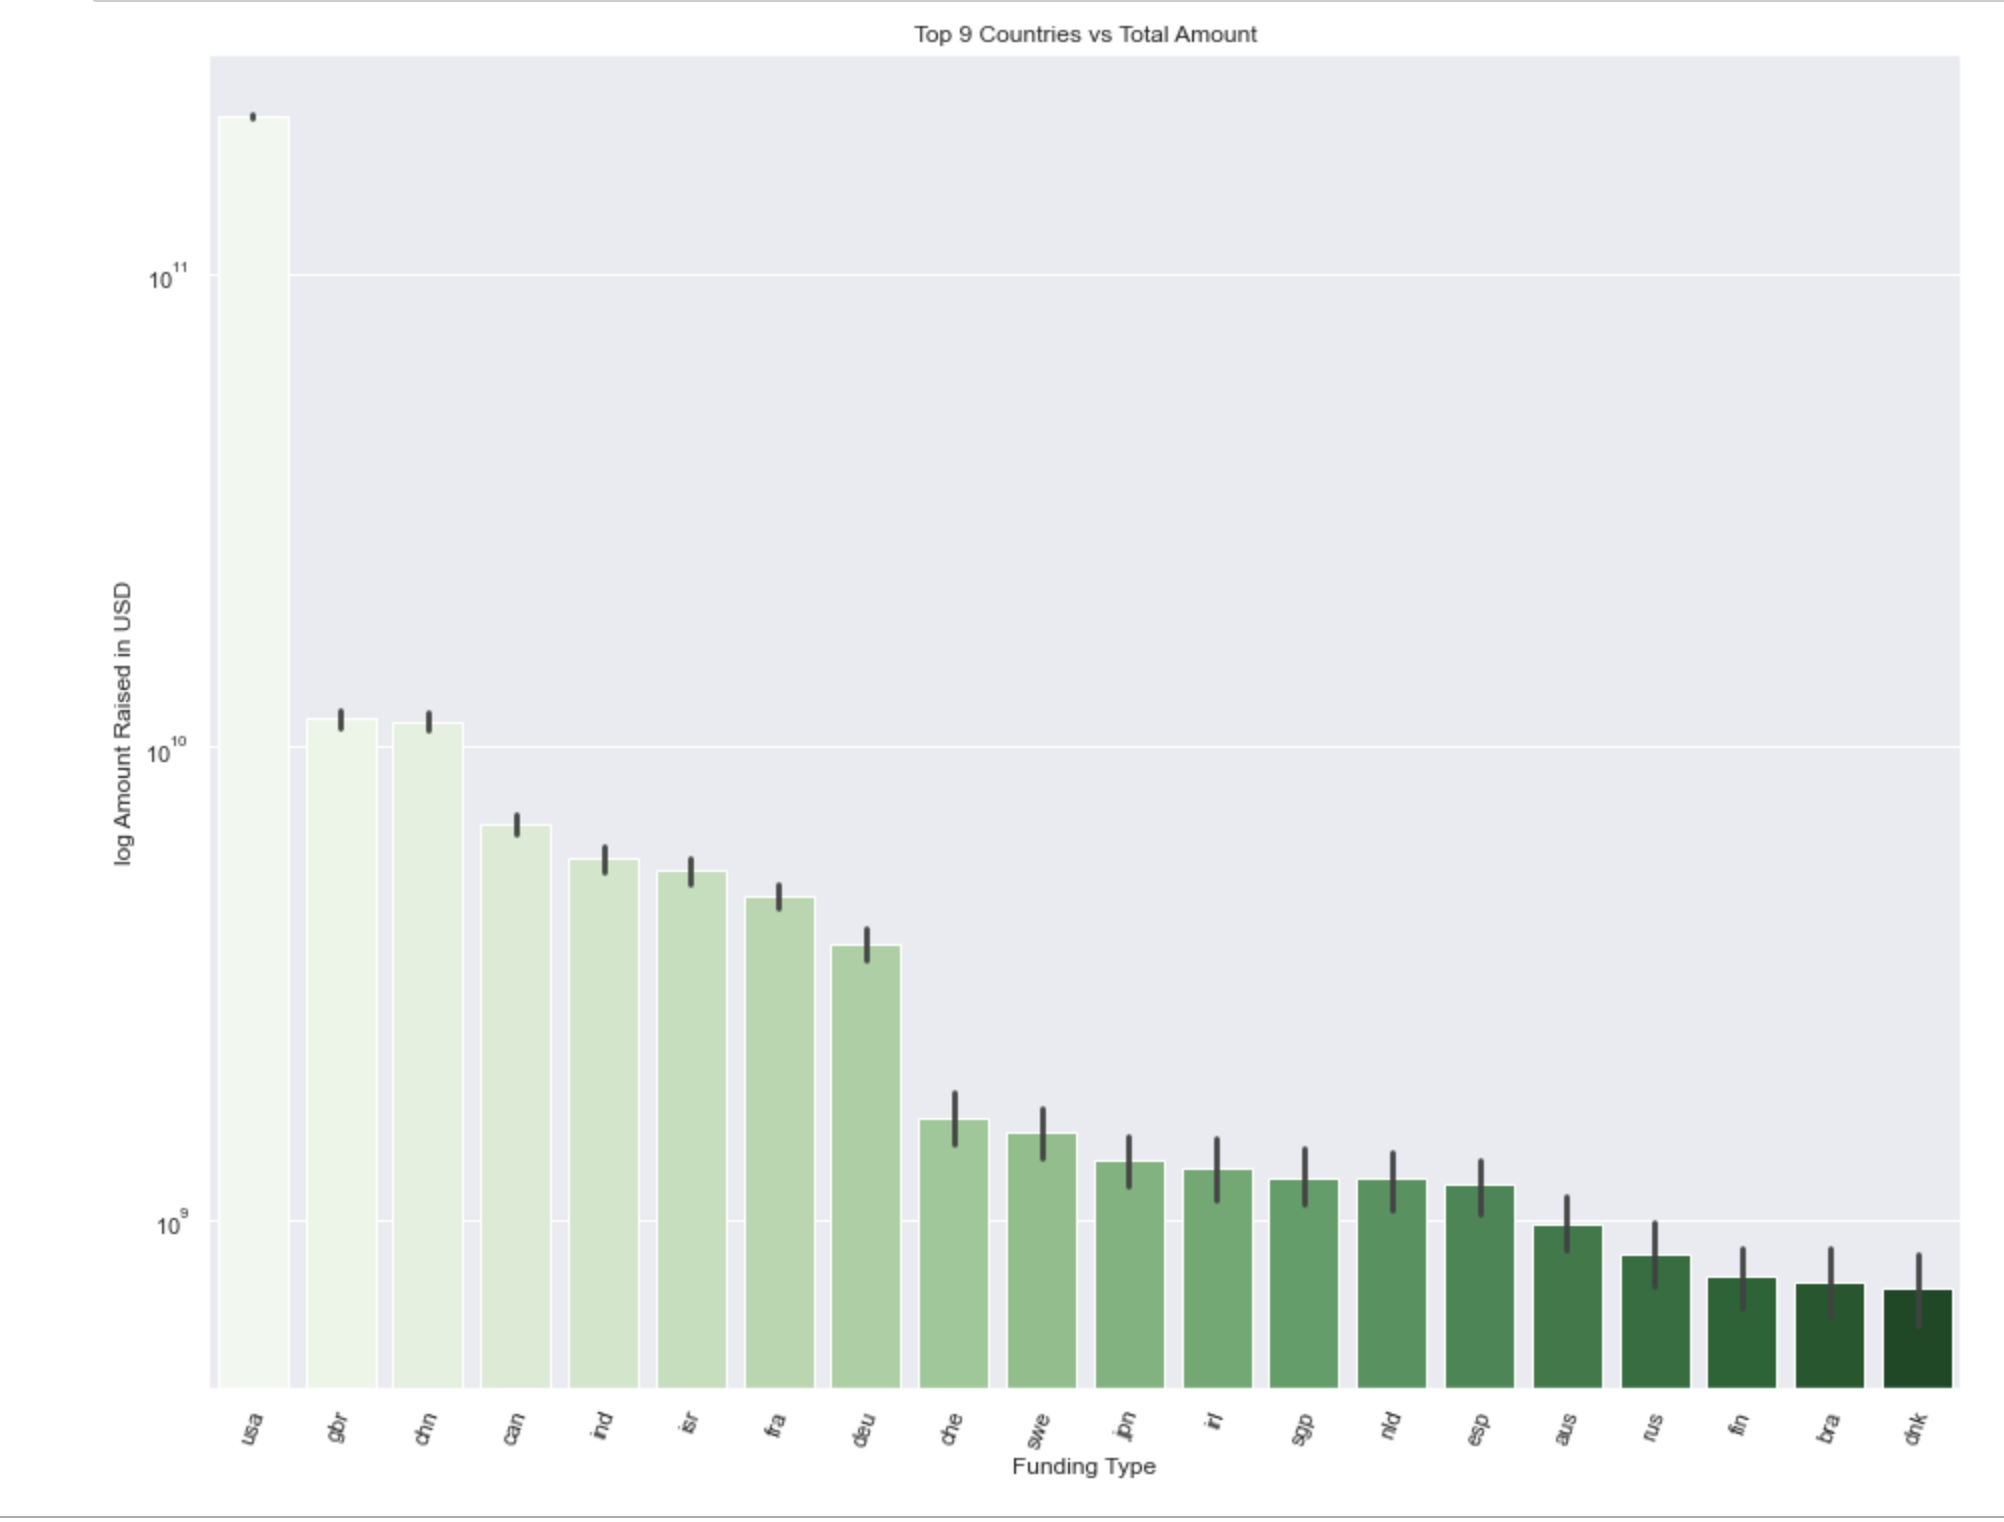 Top 9 Countries vs Total Amount
log Amount Raised in USD
10^11
10^10
10^9
usa gbr chn can ind isr fra deu che swe jpn irl sgp nld esp aus rus fin bra dnk
Funding Type